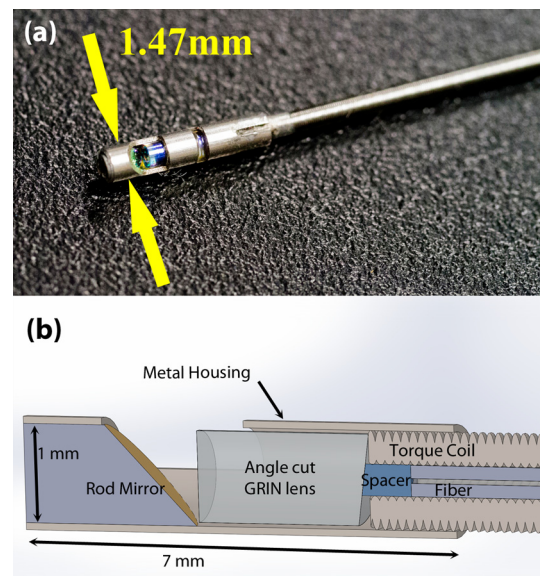 (a)
1.47mm
(b)
Metal Housing
1 mm
Rod Mirror
Angle cut
GRIN lens
Torque Coil
Spacer
Fiber
7 mm